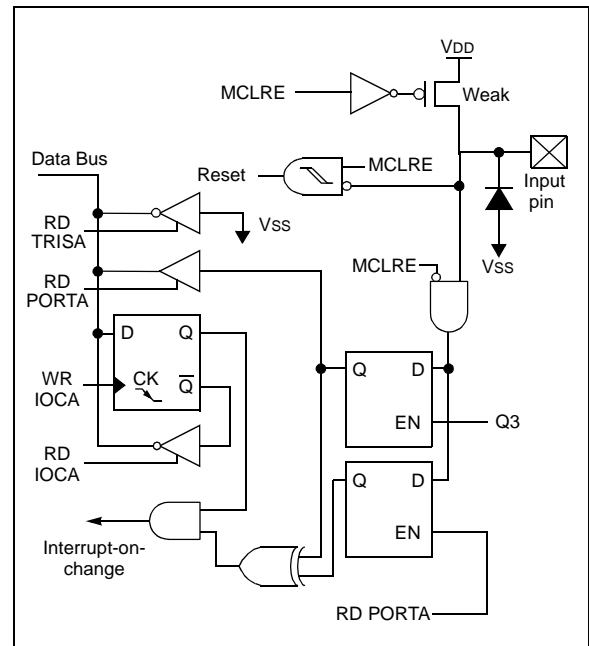 VDD
MCLRE
Weak
Data Bus
Reset
MCLRE
Input
pin
RD
TRISA
VSS
VSS
RD
PORTA
MCLRE
D
Q
Q
D
WR
IOCA
CK
Q̅
EN
Q3
RD
IOCA
Q
D
EN
Interrupt-on-
change
RD PORTA